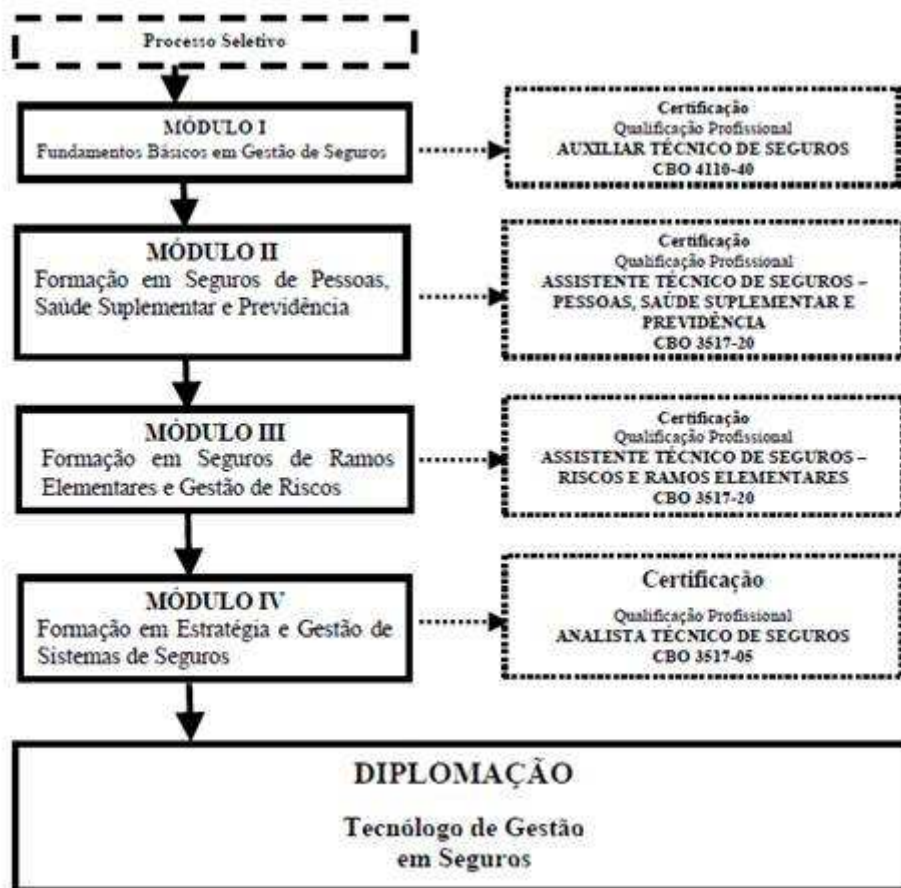 Processo Seletivo
MÓDULO I
Fundamentos Básicos em Gestão de Seguros
Certificação
Qualificação Profissional
AUXILIAR TÉCNICO DE SEGUROS
CBO 4110-40
MÓDULO II
Formação em Seguros de Pessoas,
Saúde Suplementar e Previdência
Certificação
Qualificação Profissional
ASSISTENTE TÉCNICO DE SEGUROS –
PESSOAS, SAÚDE SUPLEMENTAR E
PREVIDÊNCIA
CBO 3517-20
MÓDULO III
Formação em Seguros de Ramos
Elementares e Gestão de Riscos
Certificação
Qualificação Profissional
ASSISTENTE TÉCNICO DE SEGUROS –
RISCOS E RAMOS ELEMENTARES
CBO 3517-20
MÓDULO IV
Formação em Estratégia e Gestão de
Sistemas de Seguros
Certificação
Qualificação Profissional
ANALISTA TÉCNICO DE SEGUROS
CBO 3517-05
DIPLOMAÇÃO
Tecnólogo de Gestão
em Seguros